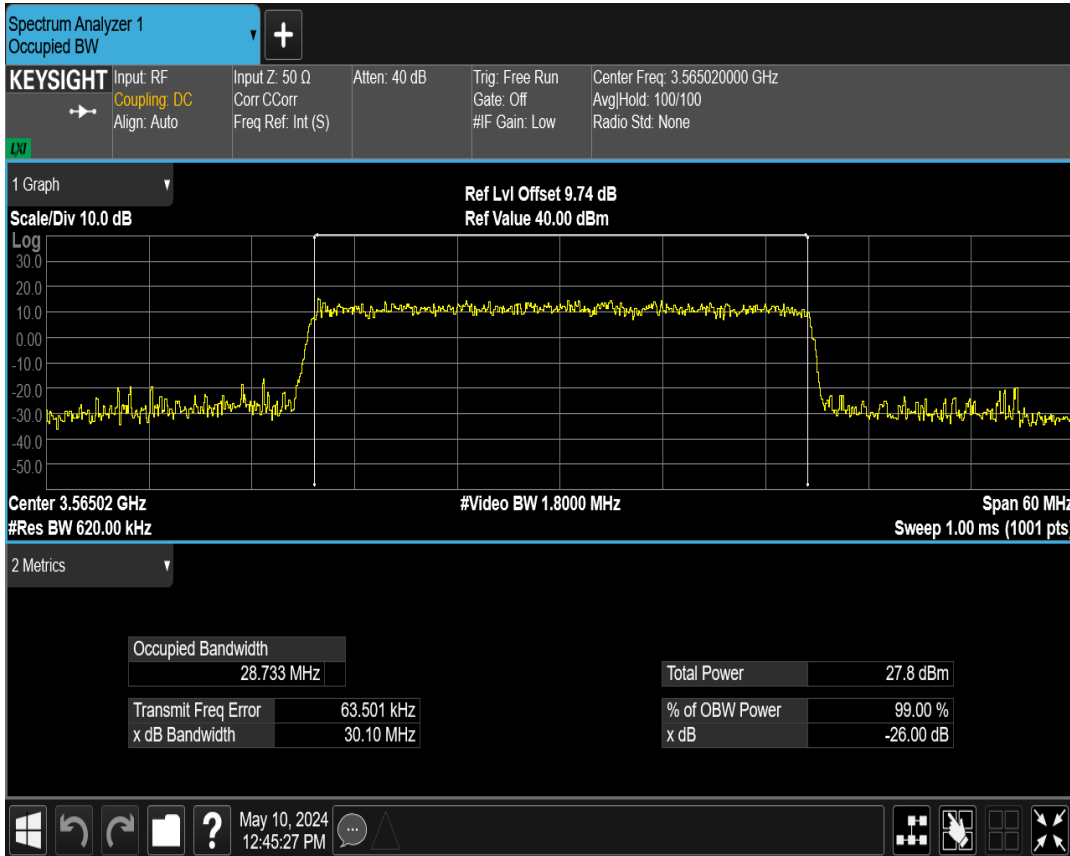 Spectrum Analyzer 1
Occupied BW
KEYSIGHT
LXI
Input: RF
Coupling: DC
Align: Auto
Input Z: 50 Ω
Corr CCorr
Freq Ref: Int (S)
Atten: 40 dB
Trig: Free Run
Gate: Off
#IF Gain: Low
Center Freq: 3.565020000 GHz
Avg|Hold: 100/100
Radio Std: None
1 Graph
Scale/Div 10.0 dB
Ref Lvl Offset 9.74 dB
Ref Value 40.00 dBm
Log
30.0
20.0
10.0
0.00
-10.0
-20.0
-30.0
-40.0
-50.0
Center 3.56502 GHz
#Video BW 1.8000 MHz
Span 60 MHz
#Res BW 620.00 kHz
Sweep 1.00 ms (1001 pts)
2 Metrics
Occupied Bandwidth
28.733 MHz
Total Power 27.8 dBm
Transmit Freq Error 63.501 kHz
% of OBW Power 99.00 %
x dB Bandwidth 30.10 MHz
x dB -26.00 dB
May 10, 2024
12:45:27 PM